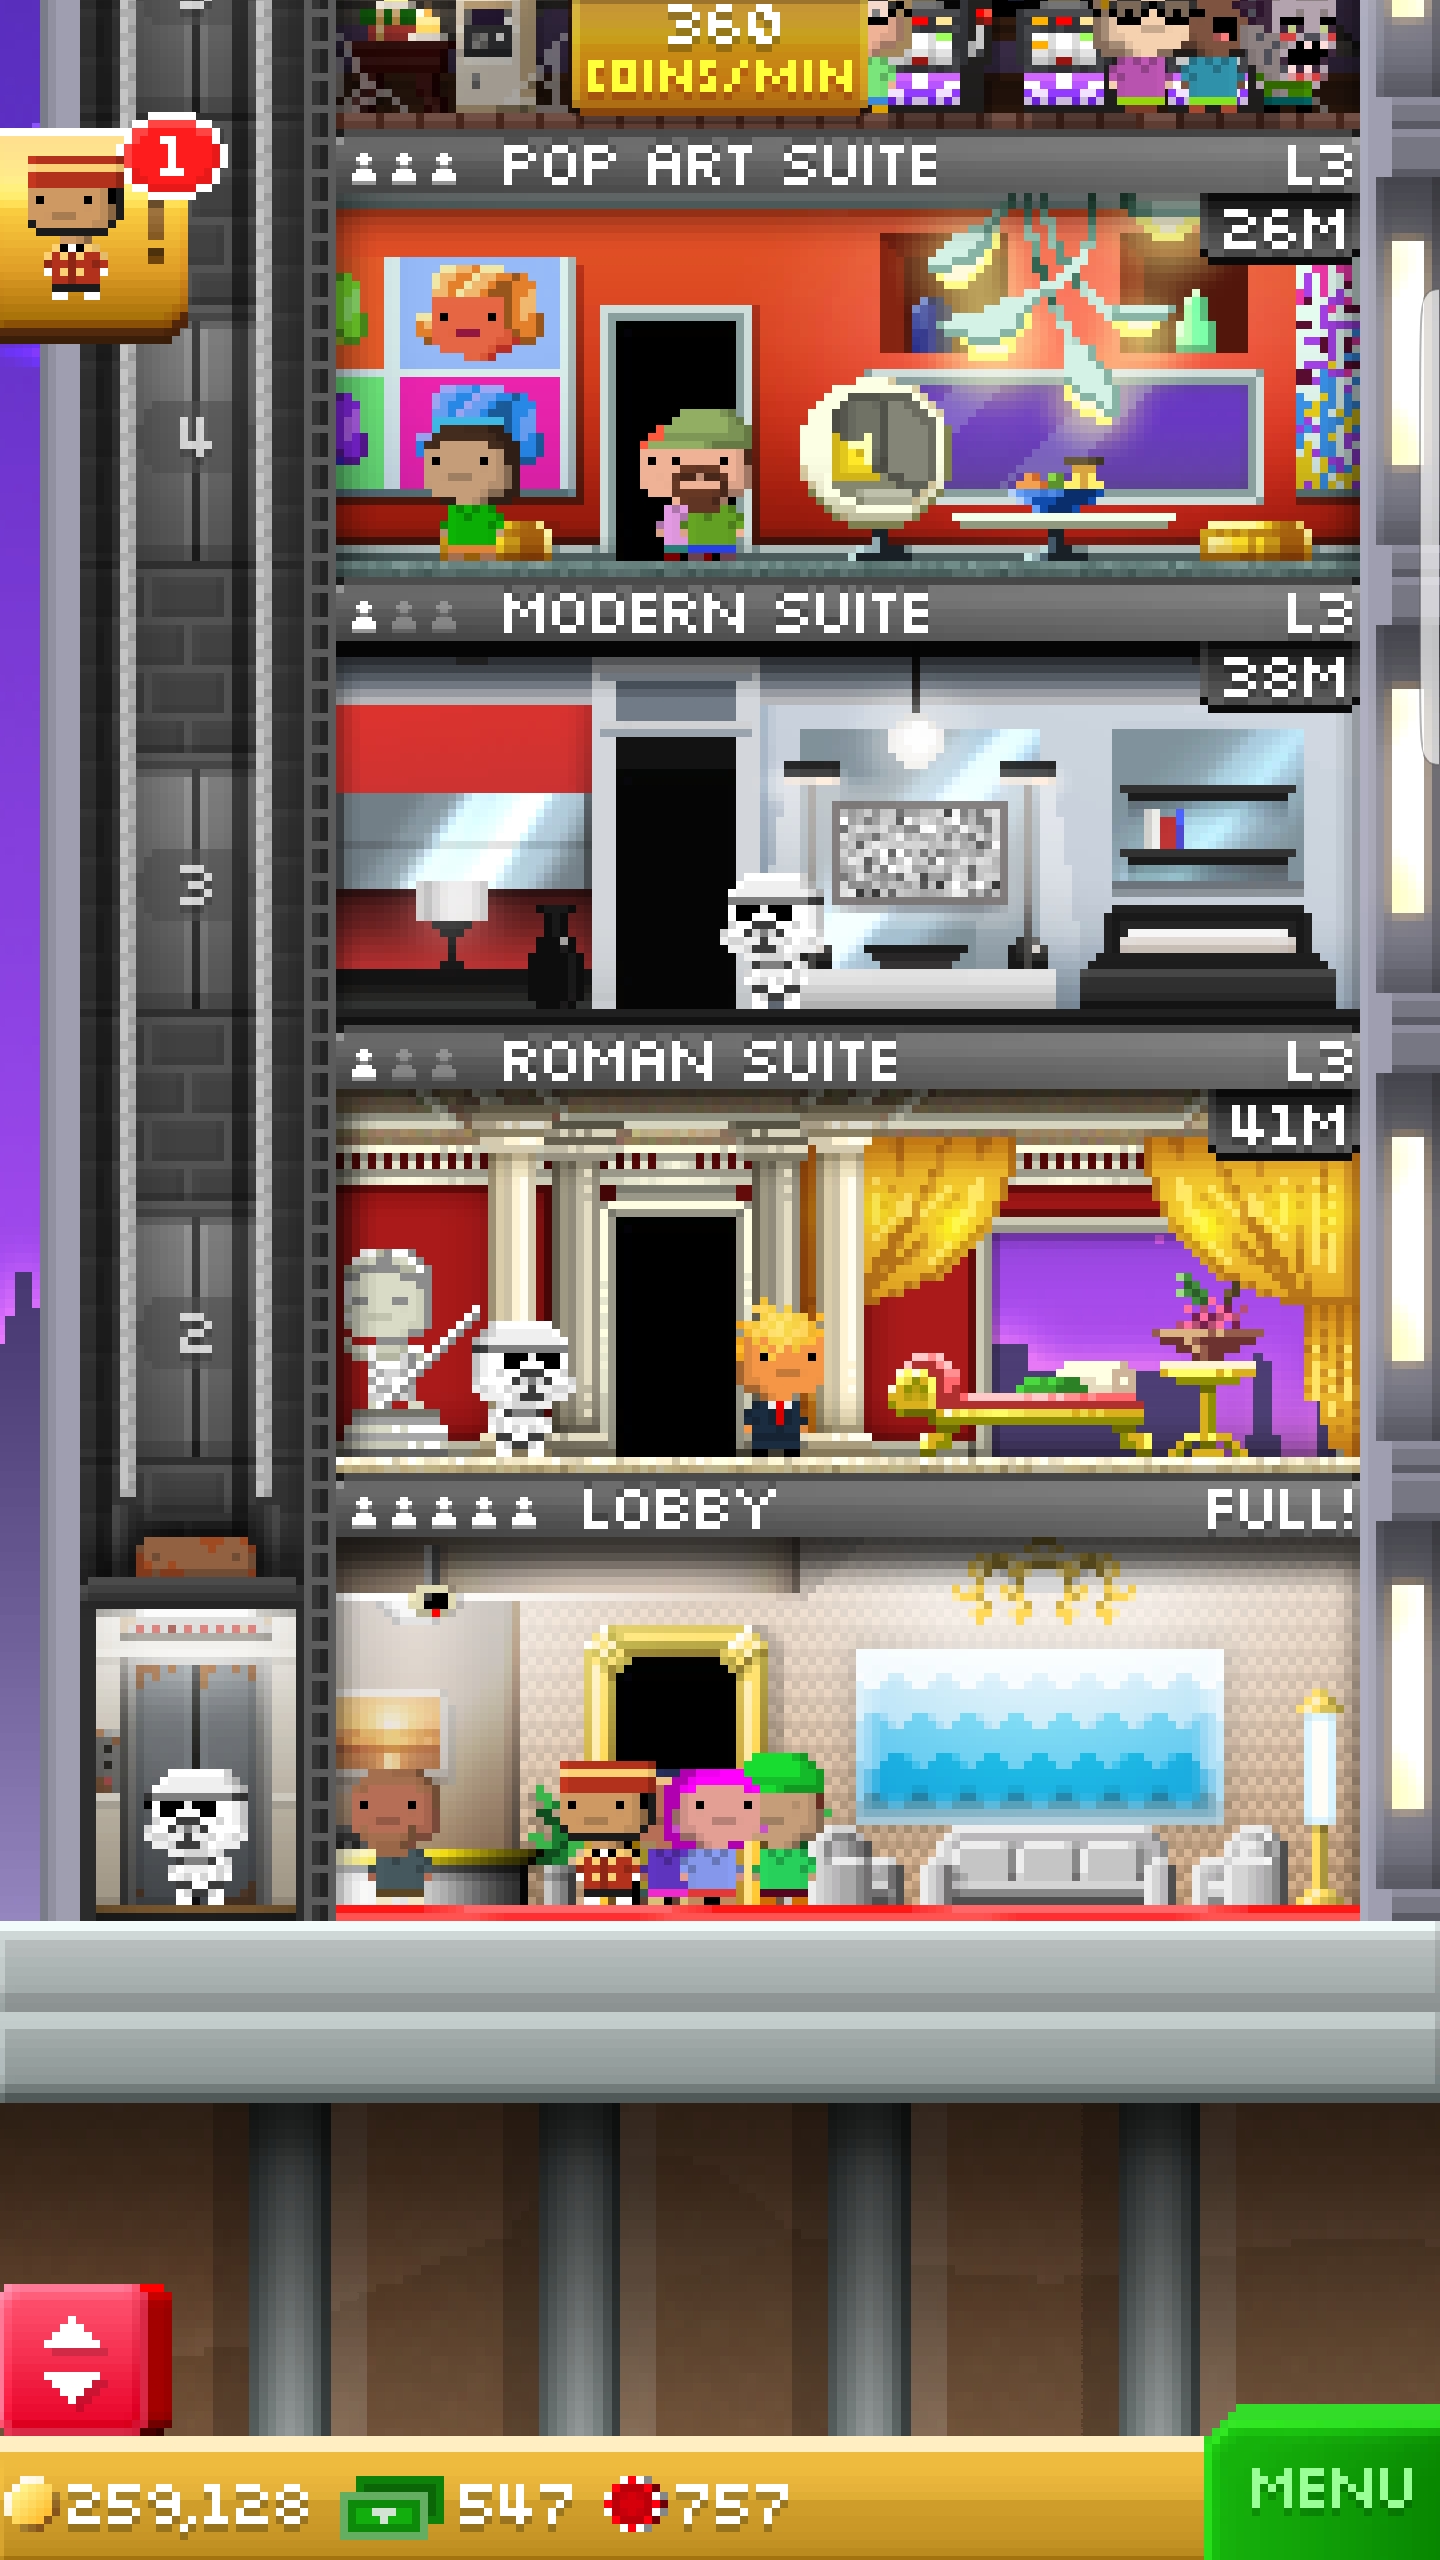 360
COINS/MIN
1
POP ART SUITE L3
26M
4
MODERN SUITE L3
38M
3
ROMAN SUITE L3
41M
2
LOBBY FULL!
259,128 547 757
MENU